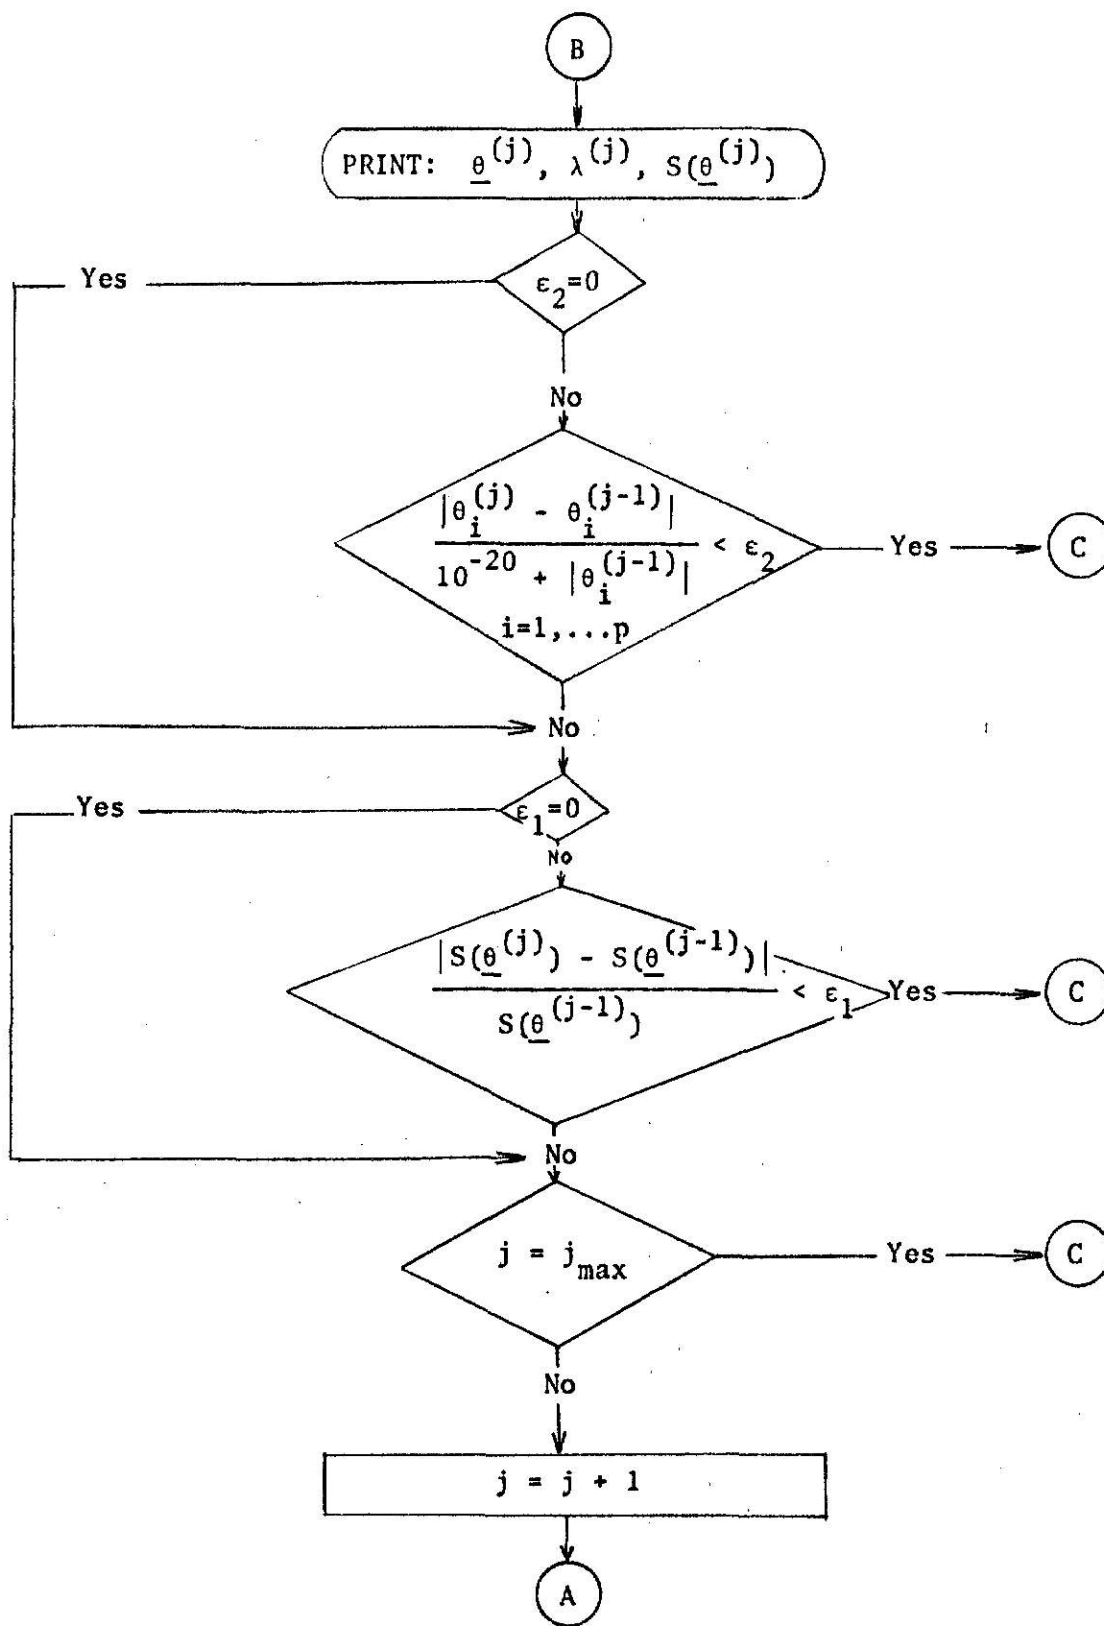 B
PRINT: θ^(j), λ^(j), S(θ^(j))
Yes
ε₂=0
No
|θᵢ^(j) - θᵢ^(j-1)|
10^-20 + |θᵢ^(j-1)|
< ε₂
i=1,...p
Yes
C
No
Yes
ε₁=0
No
|S(θ^(j)) - S(θ^(j-1))|
S(θ^(j-1))
< ε₁
Yes
C
No
j = j_max
Yes
C
No
j = j + 1
A